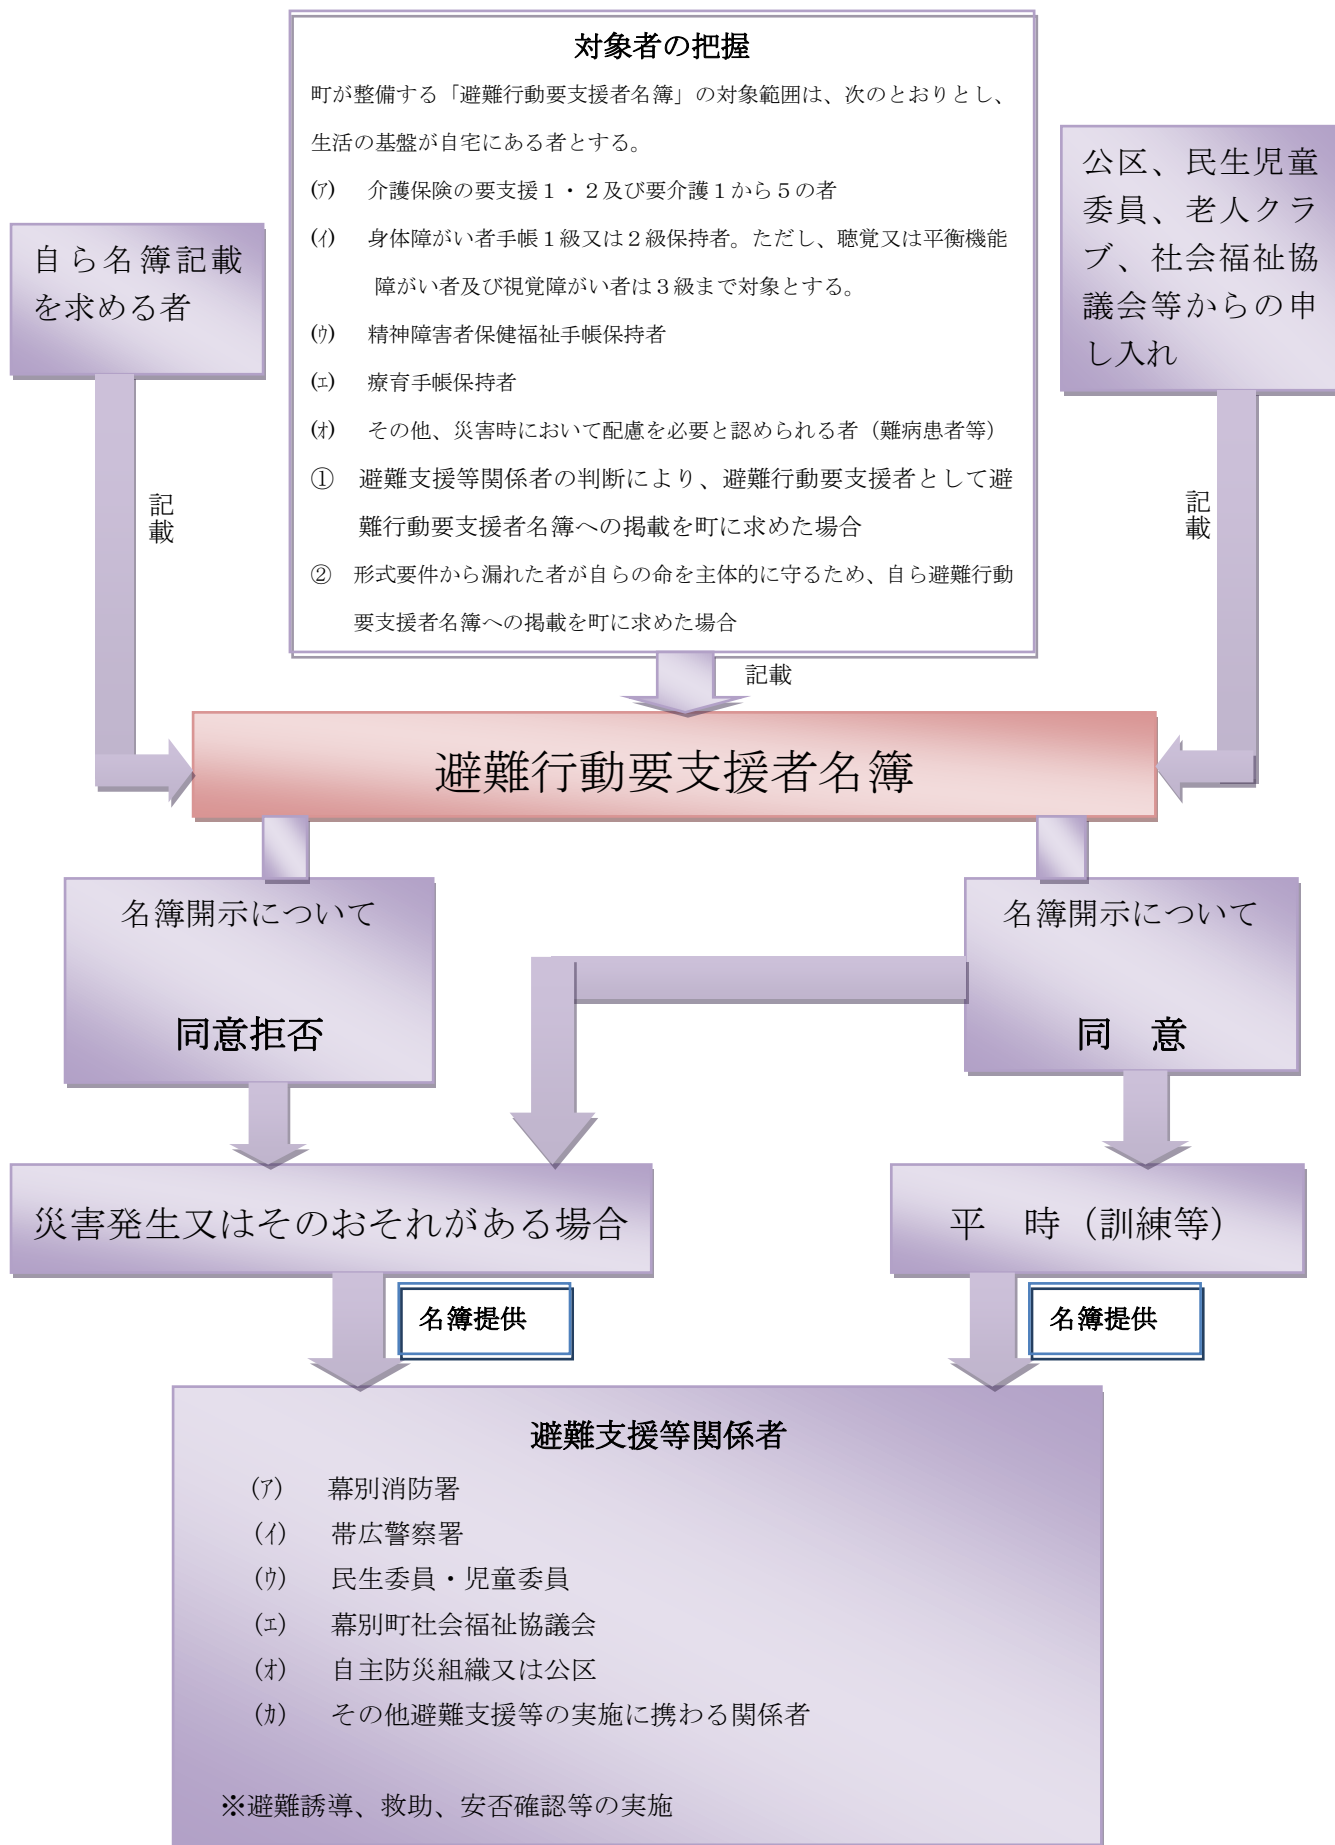 対象者の把握
町が整備する「避難行動要支援者名簿」の対象範囲は、次のとおりとし、
生活の基盤が自宅にある者とする。
(ｱ) 介護保険の要支援１・２及び要介護１から５の者
(ｲ) 身体障がい者手帳１級又は２級保持者。ただし、聴覚又は平衡機能
障がい者及び視覚障がい者は３級まで対象とする。
(ｳ) 精神障害者保健福祉手帳保持者
(ｴ) 療育手帳保持者
(ｵ) その他、災害時において配慮を必要と認められる者（難病患者等）
① 避難支援等関係者の判断により、避難行動要支援者として避
難行動要支援者名簿への掲載を町に求めた場合
② 形式要件から漏れた者が自らの命を主体的に守るため、自ら避難行動
要支援者名簿への掲載を町に求めた場合
自ら名簿記載
を求める者
公区、民生児童
委員、老人クラ
ブ、社会福祉協
議会等からの申
し入れ
記載
記載
記載
避難行動要支援者名簿
名簿開示について
同意拒否
名簿開示について
同　意
災害発生又はそのおそれがある場合
平　時（訓練等）
名簿提供
名簿提供
避難支援等関係者
(ｱ) 幕別消防署
(ｲ) 帯広警察署
(ｳ) 民生委員・児童委員
(ｴ) 幕別町社会福祉協議会
(ｵ) 自主防災組織又は公区
(ｶ) その他避難支援等の実施に携わる関係者
※避難誘導、救助、安否確認等の実施